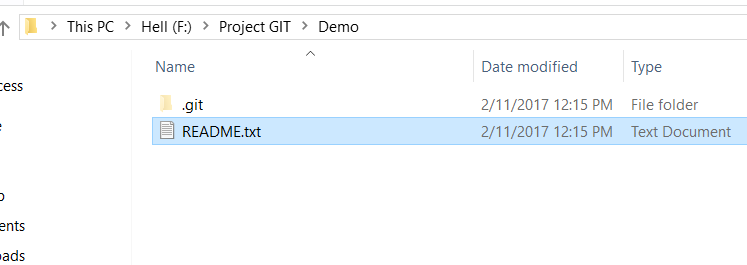 This PC > Hell (F:) > Project GIT > Demo
Name Date modified Type
cess
.git 2/11/2017 12:15 PM File folder
README.txt 2/11/2017 12:15 PM Text Document
ents
oads